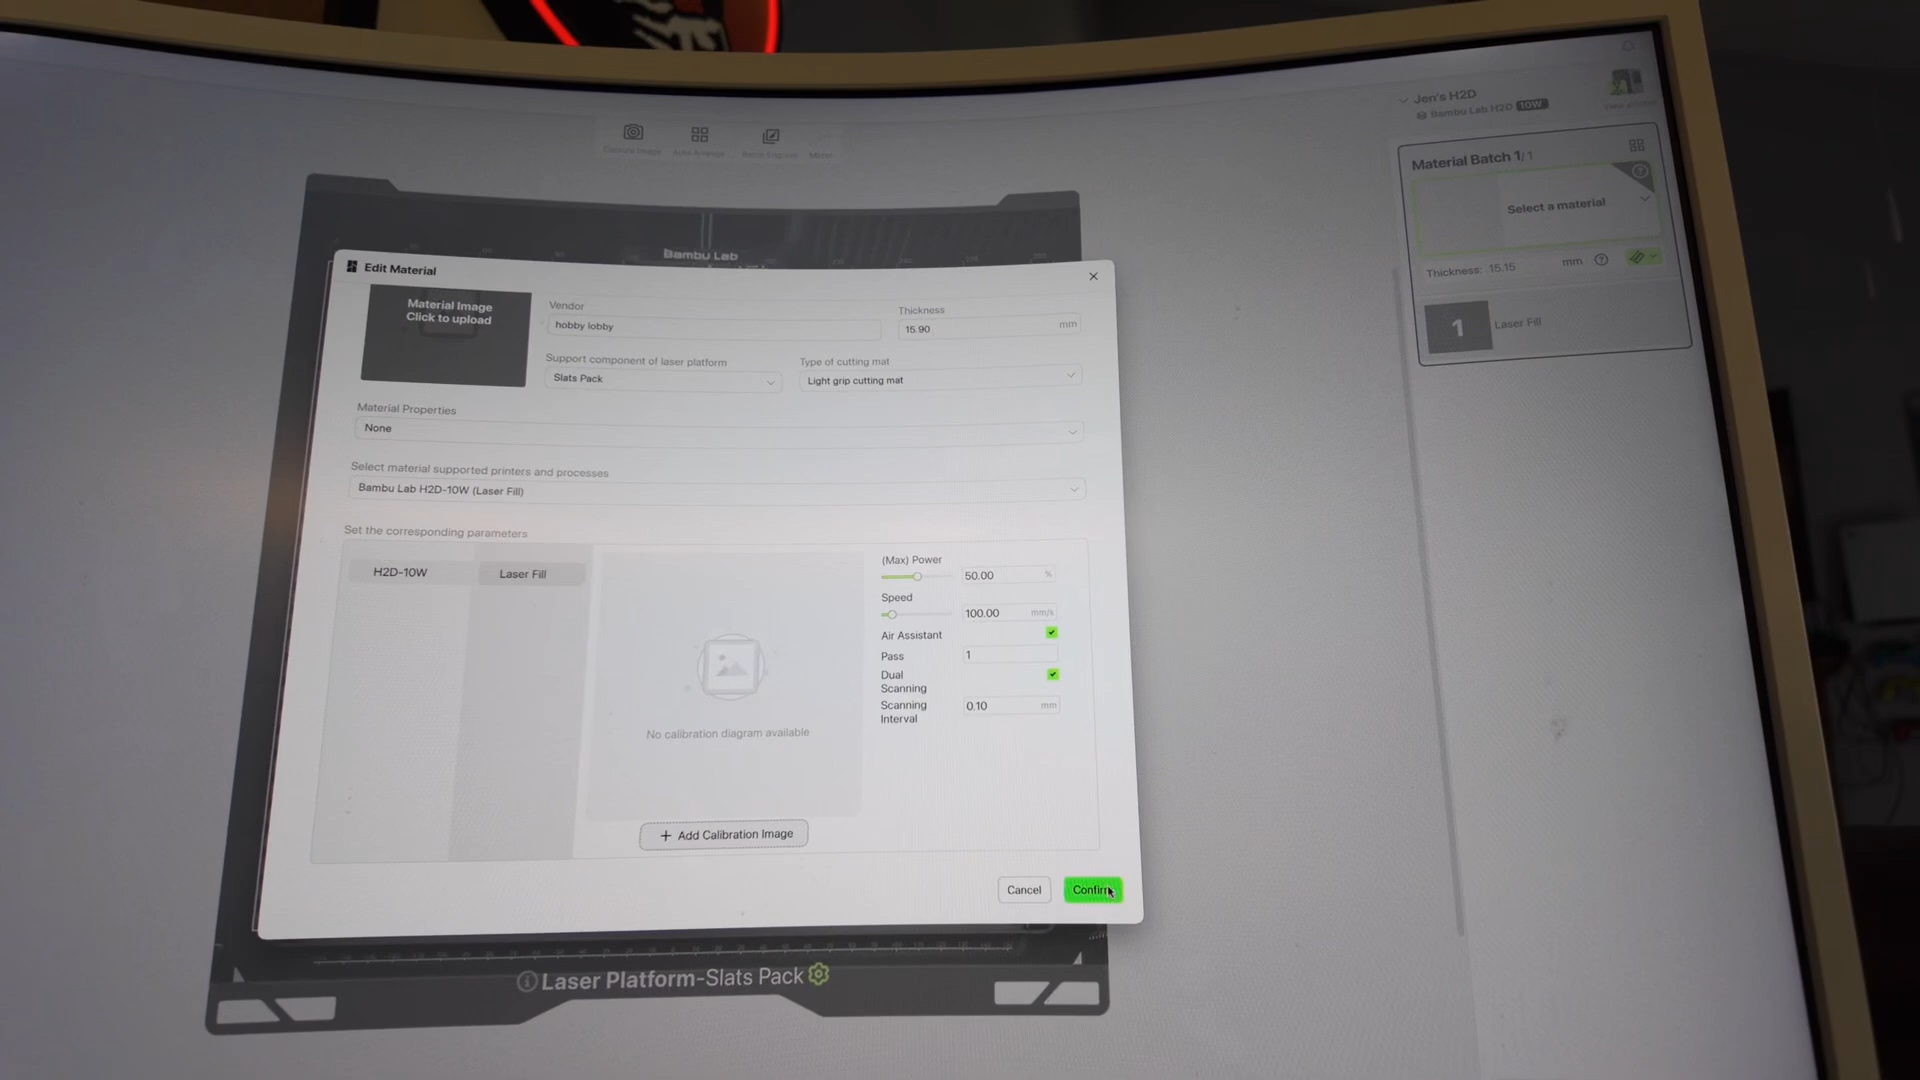 Jen's H2D
Bambu Lab H2D 10W
Auto Arrange
Batch Engrave
Material Batch 1/1
Select a material
Thickness: 15.15 mm
1 Laser Fill
Bambu Lab
Edit Material
Material Image
Click to upload
Vendor
hobby lobby
Thickness
15.90 mm
Support component of laser platform
Slats Pack
Type of cutting mat
Light grip cutting mat
Material Properties
None
Select material supported printers and processes
Bambu Lab H2D-10W (Laser Fill)
Set the corresponding parameters
H2D-10W
Laser Fill
No calibration diagram available
+ Add Calibration Image
(Max) Power
50.00 %
Speed
100.00 mm/s
Air Assistant
Pass
1
Dual
Scanning
Scanning
Interval
0.10 mm
Cancel
Confirm
Laser Platform-Slats Pack